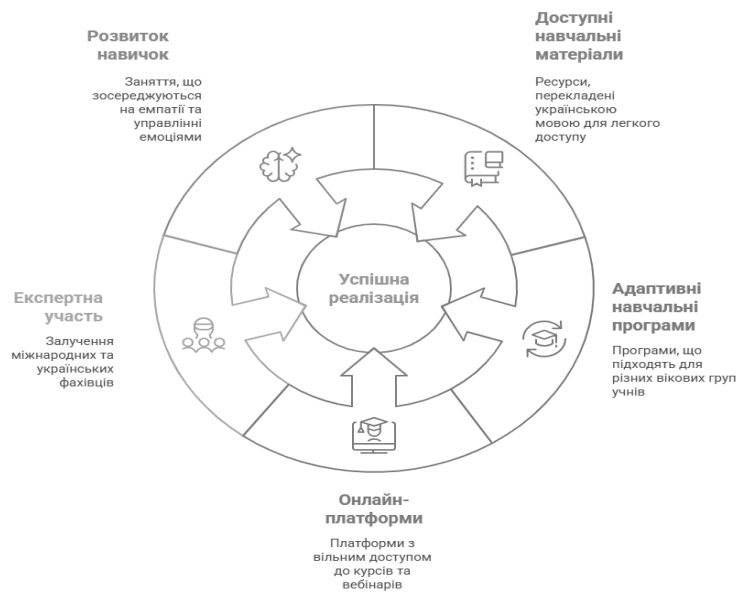 Розвиток
навичок
Заняття, що
зосереджуються
на емпатії та
управлінні
емоціями
Доступні
навчальні
матеріали
Ресурси,
перекладені
українською
мовою для легкого
доступу
Успішна
реалізація
Експертна
участь
Залучення
міжнародних та
українських
фахівців
Адаптивні
навчальні
програми
Програми, що
підходять для
різних вікових груп
учнів
Онлайн-
платформи
Платформи з
вільним доступом
до курсів та
вебінарів